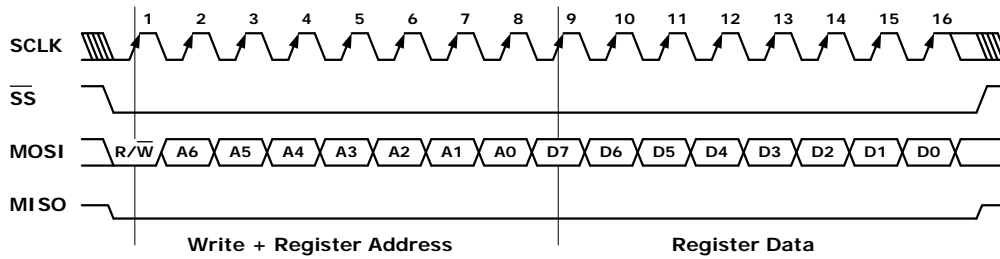 1 2 3 4 5 6 7 8 9 10 11 12 13 14 15 16
SCLK
S̅S̅
MOSI R/W̅ A6 A5 A4 A3 A2 A1 A0 D7 D6 D5 D4 D3 D2 D1 D0
MISO
Write + Register Address Register Data